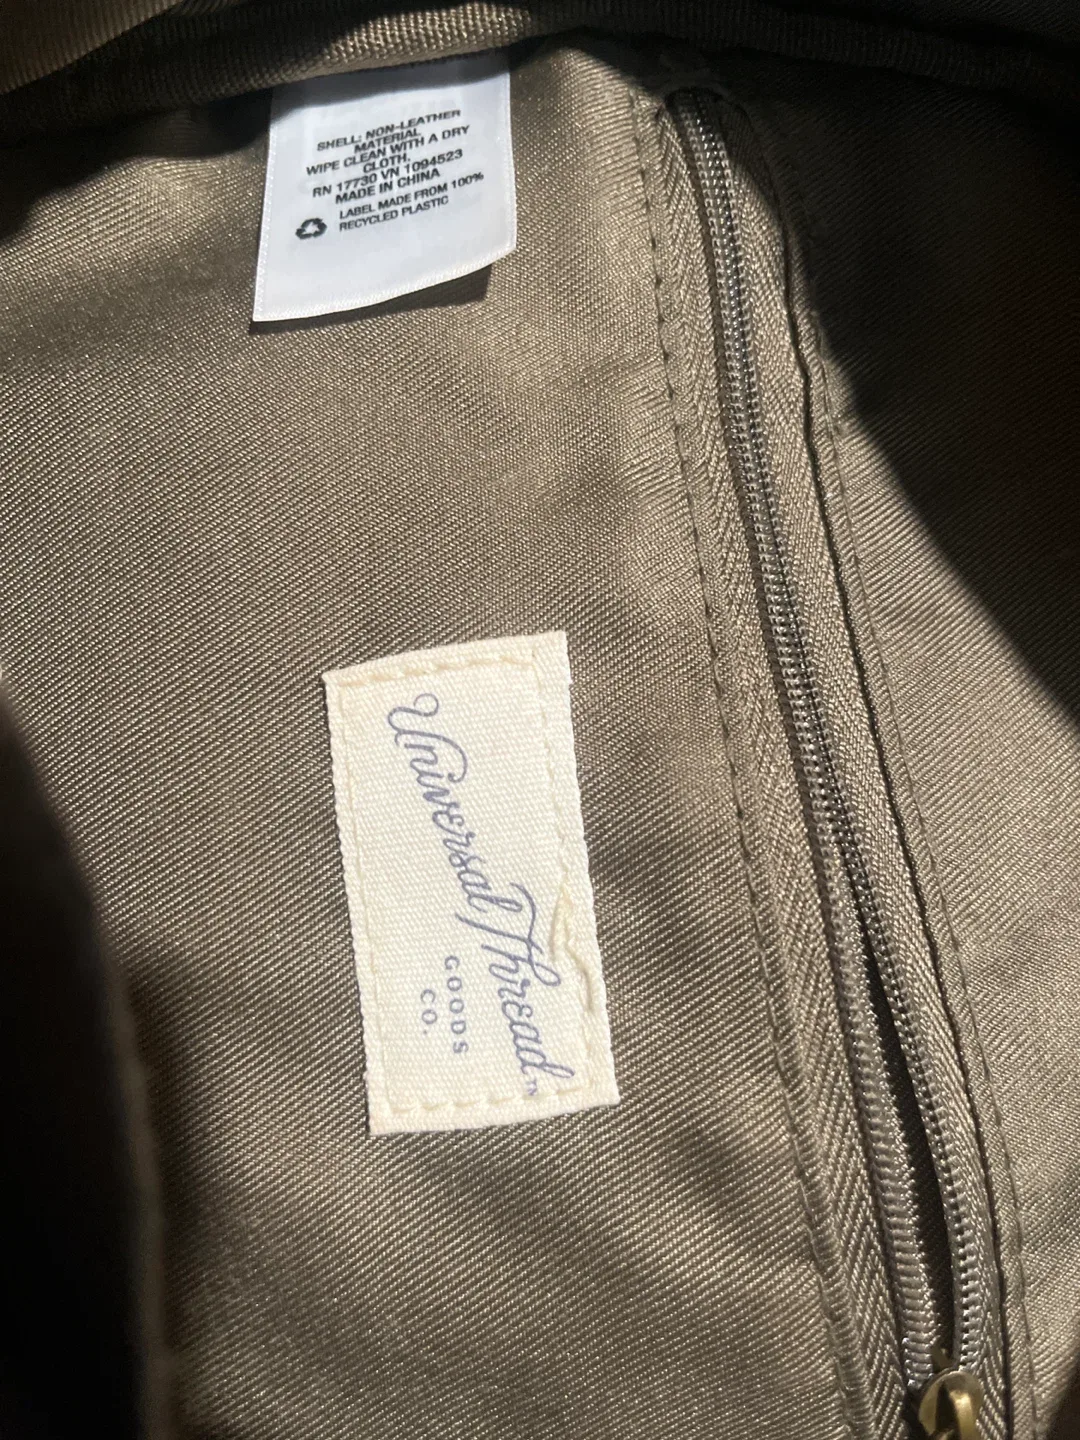 SHELL: NON-LEATHER
MATERIAL
WIPE CLEAN WITH A DRY
CLOTH.
RN 17730 VN 1094523
MADE IN CHINA
LABEL MADE FROM 100%
RECYCLED PLASTIC
Universal Thread™
GOODS
CO.